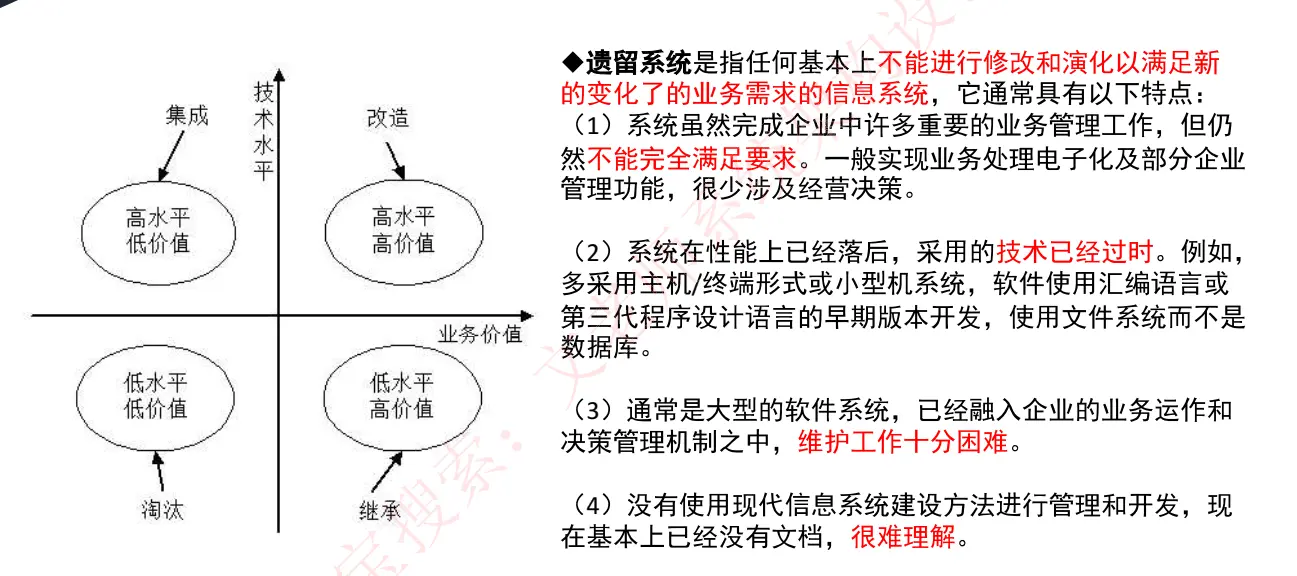 技术水平
集成
改造
高水平
低价值
高水平
高价值
业务价值
低水平
低价值
低水平
高价值
淘汰
继承
◆遗留系统是指任何基本上不能进行修改和演化以满足新
的变化了的业务需求的信息系统，它通常具有以下特点：
（1）系统虽然完成企业中许多重要的业务管理工作，但仍
然不能完全满足要求。一般实现业务处理电子化及部分企业
管理功能，很少涉及经营决策。
（2）系统在性能上已经落后，采用的技术已经过时。例如，
多采用主机/终端形式或小型机系统，软件使用汇编语言或
第三代程序设计语言的早期版本开发，使用文件系统而不是
数据库。
（3）通常是大型的软件系统，已经融入企业的业务运作和
决策管理机制之中，维护工作十分困难。
（4）没有使用现代信息系统建设方法进行管理和开发，现
在基本上已经没有文档，很难理解。